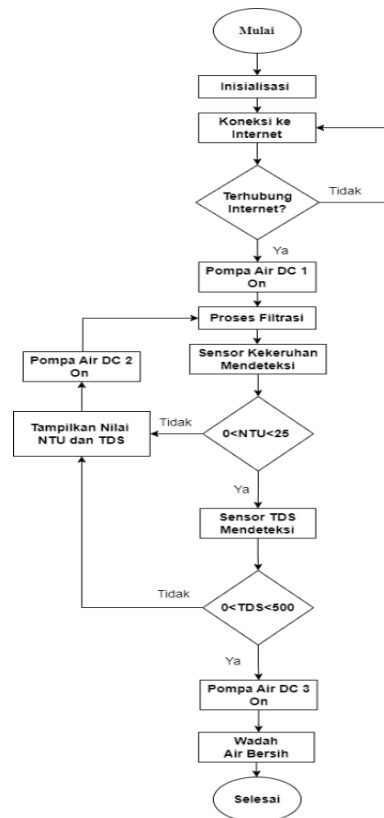 Mulai
Inisialisasi
Koneksi ke
Internet
Terhubung
Internet?
Tidak
Ya
Pompa Air DC 1
On
Proses Filtrasi
Pompa Air DC 2
On
Sensor Kekeruhan
Mendeteksi
Tampilkan Nilai
NTU dan TDS
Tidak
0<NTU<25
Ya
Sensor TDS
Mendeteksi
Tidak
0<TDS<500
Ya
Pompa Air DC 3
On
Wadah
Air Bersih
Selesai